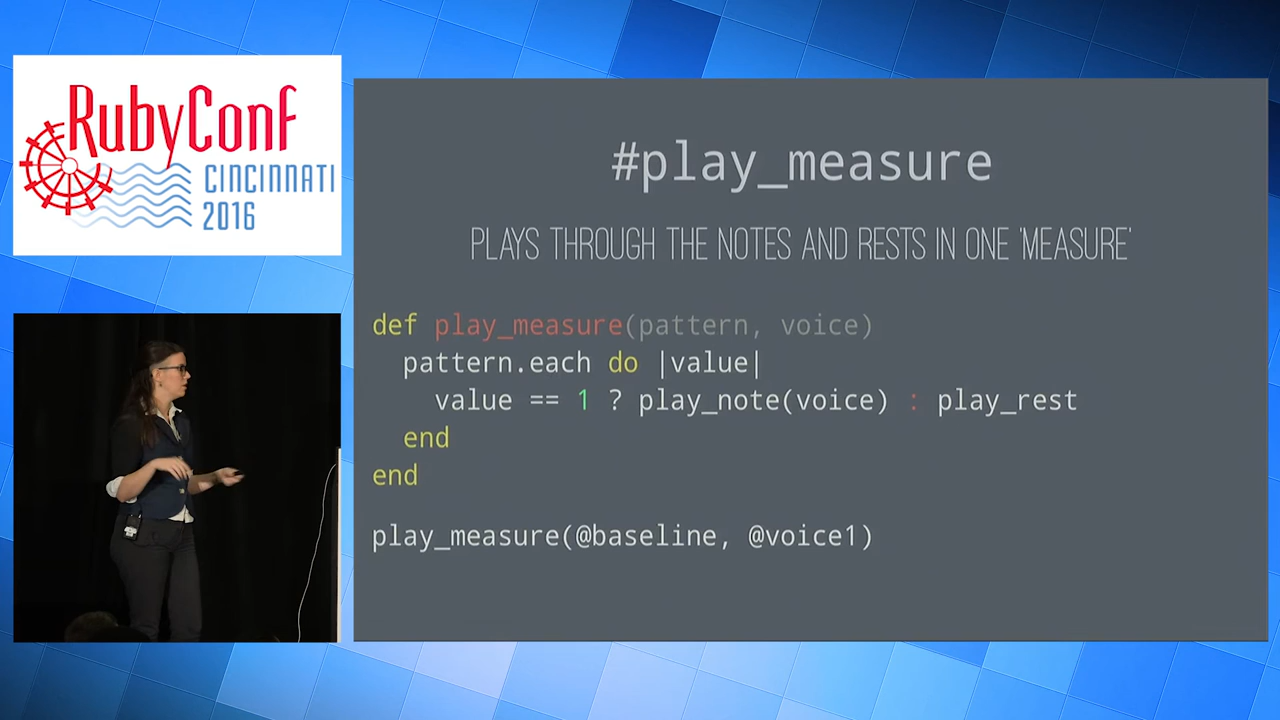 RubyConf
CINCINNATI
2016
#play_measure
PLAYS THROUGH THE NOTES AND RESTS IN ONE 'MEASURE'
def play_measure(pattern, voice)
  pattern.each do |value|
    value == 1 ? play_note(voice) : play_rest
  end
end
play_measure(@baseline, @voice1)